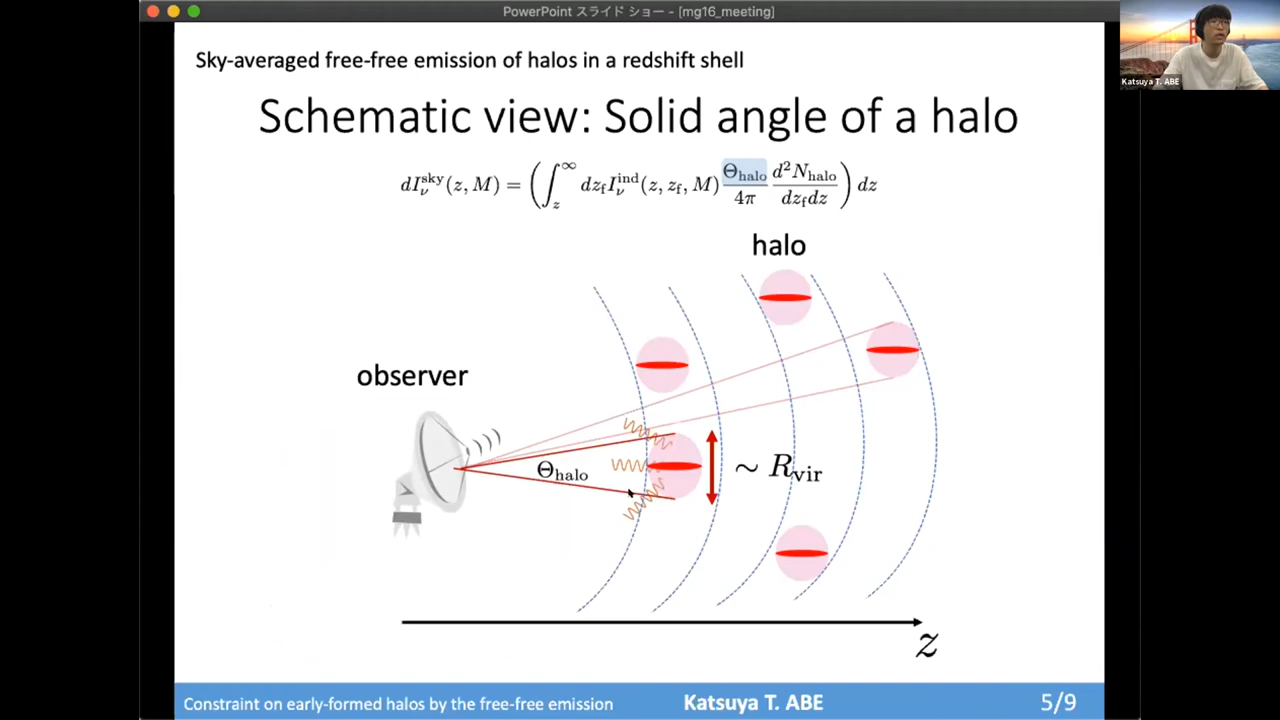 PowerPoint スライド ショー - [mg16_meeting]
Katsuya T. ABE
Sky-averaged free-free emission of halos in a redshift shell
Schematic view: Solid angle of a halo
dI_ν^sky(z, M) = ( ∫_z^∞ dz_f I_ν^ind(z, z_f, M) Θ_halo/4π d²N_halo/dz_f dz ) dz
halo
observer
Θ_halo
∼ R_vir
z
Constraint on early-formed halos by the free-free emission
Katsuya T. ABE
5/9